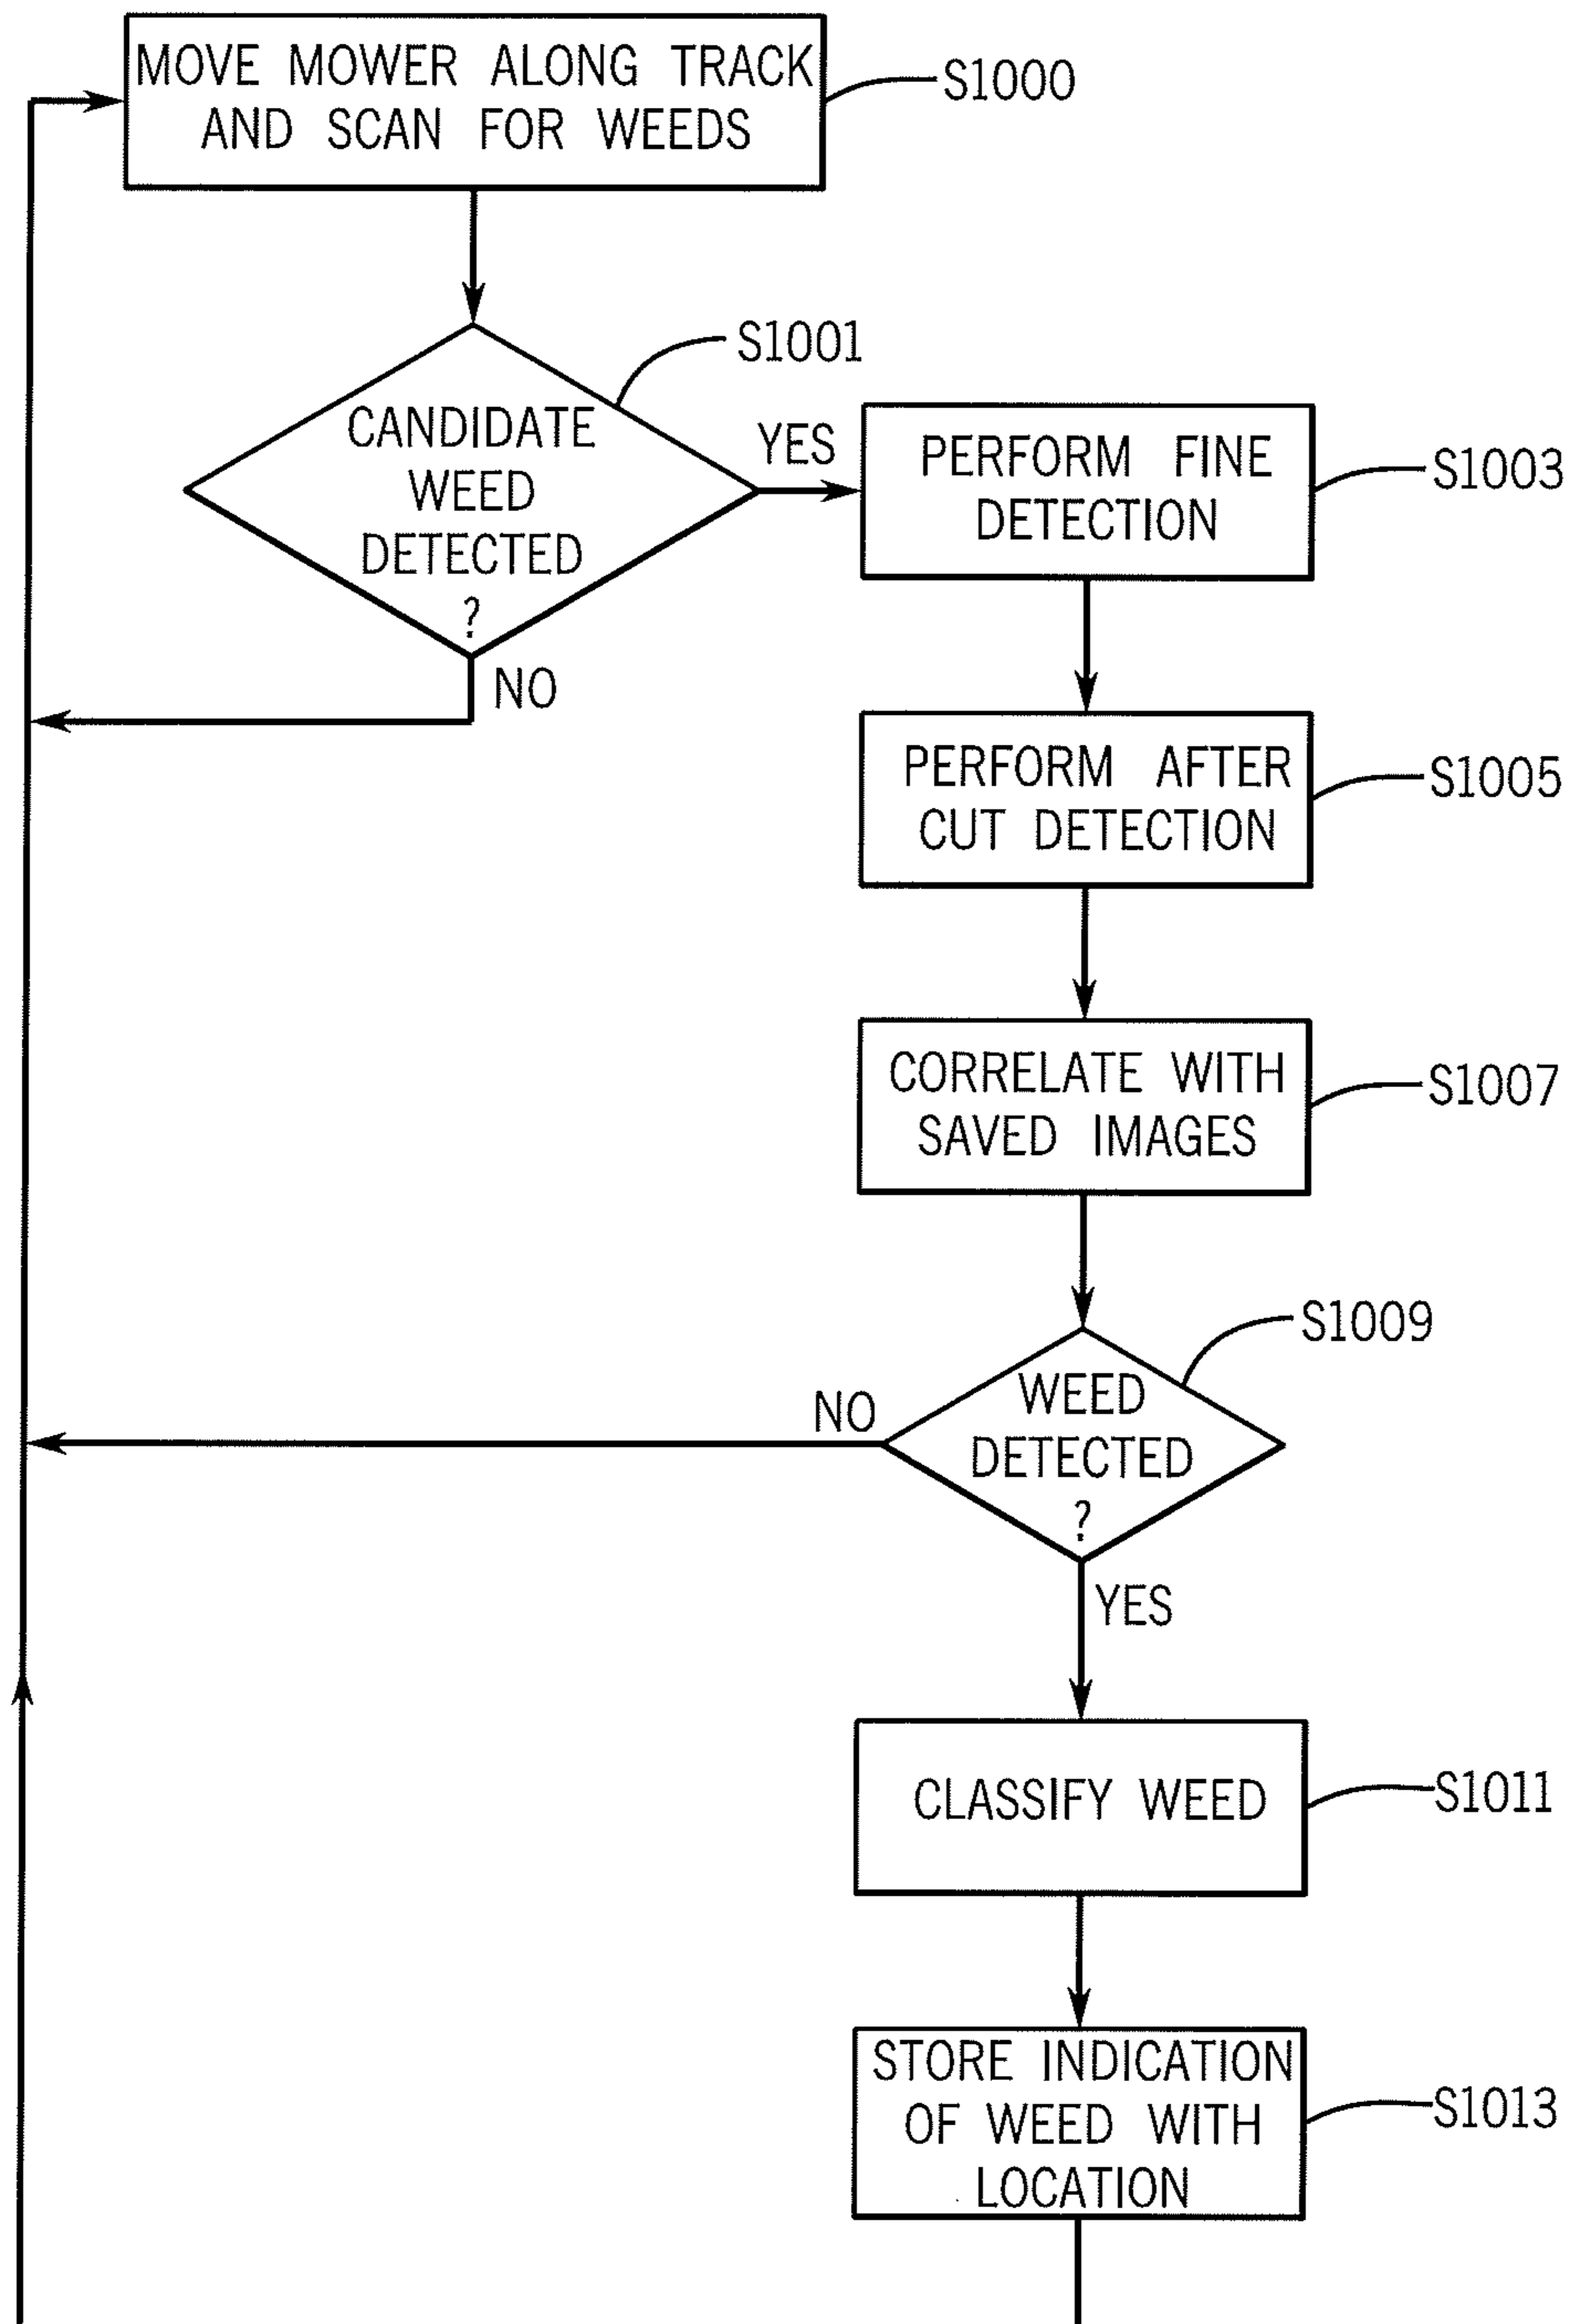 MOVE MOWER ALONG TRACK
AND SCAN FOR WEEDS
S1000
S1001
CANDIDATE
WEED
DETECTED
?
YES
NO
PERFORM FINE
DETECTION
S1003
PERFORM AFTER
CUT DETECTION
S1005
CORRELATE WITH
SAVED IMAGES
S1007
S1009
WEED
DETECTED
?
NO
YES
CLASSIFY WEED
S1011
STORE INDICATION
OF WEED WITH
LOCATION
S1013